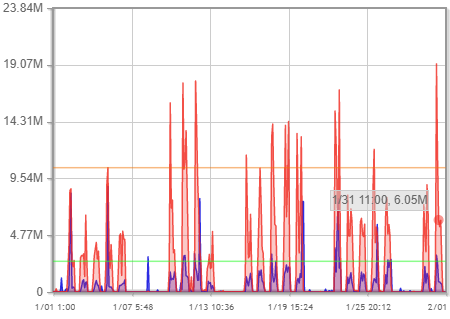 23.84M
19.07M
14.31M
9.54M
1/31 11:00, 6.05M
4.77M
0
1/01 1:00 1/07 5:48 1/13 10:36 1/19 15:24 1/25 20:12 2/01